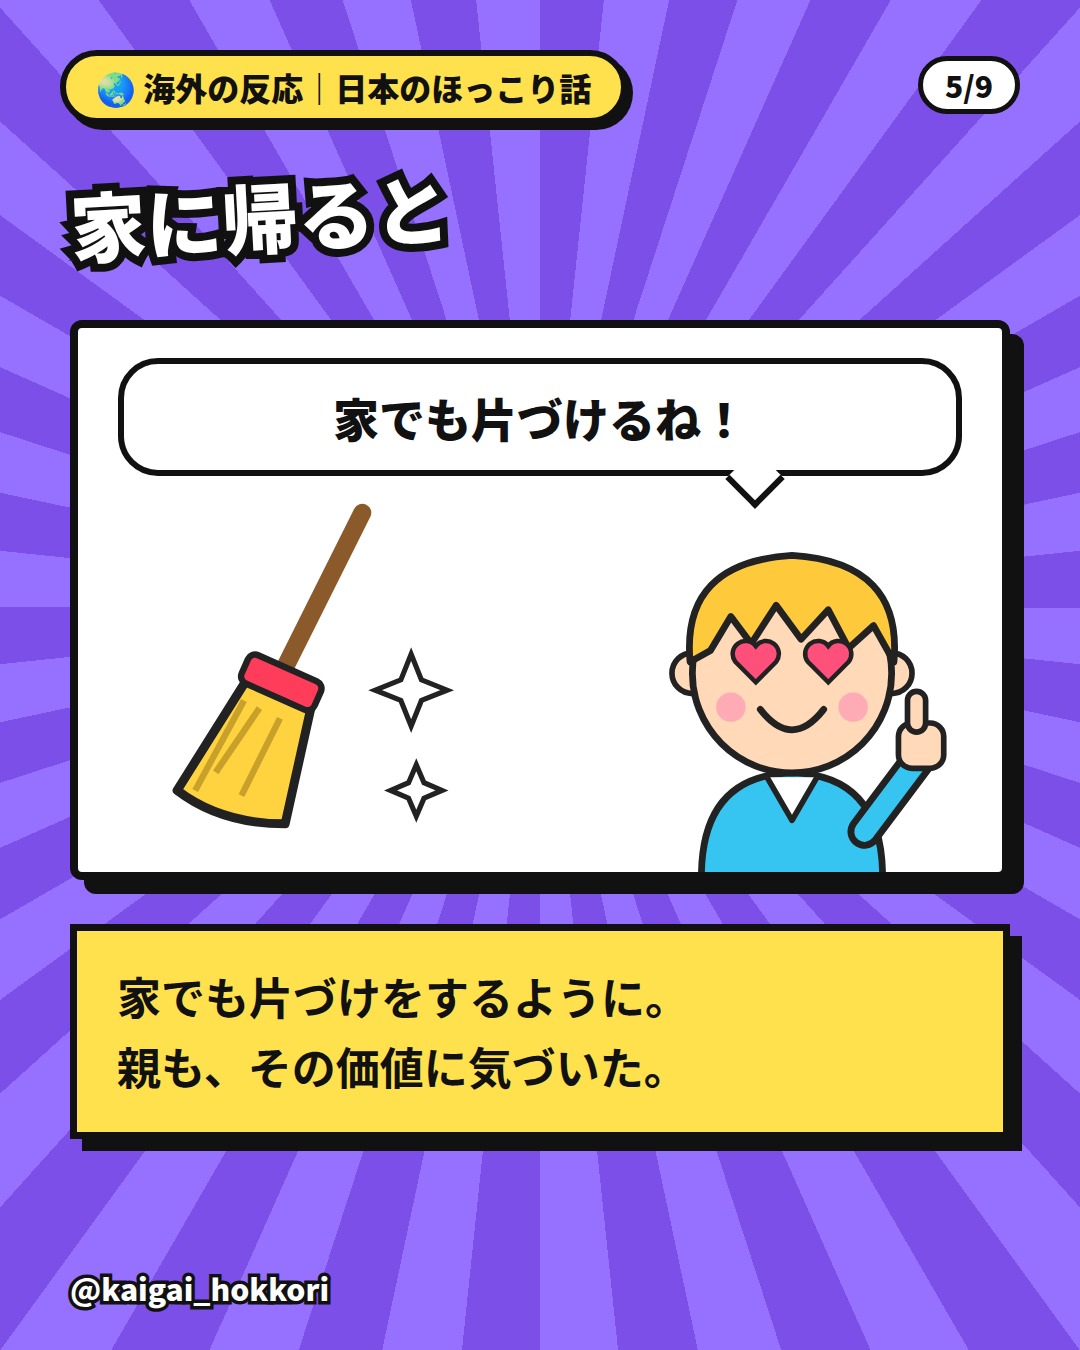 🌏 海外の反応｜日本のほっこり話
5/9
家に帰ると
家でも片づけるね！
家でも片づけをするように。
親も、その価値に気づいた。
@kaigai_hokkori